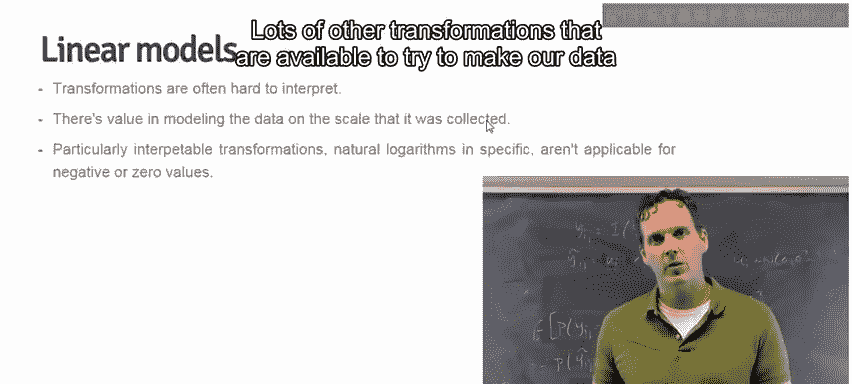 Lots of other transformations that
are available to try to make our data
Linear models
- Transformations are often hard to interpret.
- There's value in modeling the data on the scale that it was collected.
- Particularly interpetable transformations, natural logarithms in specific, aren't applicable for
negative or zero values.